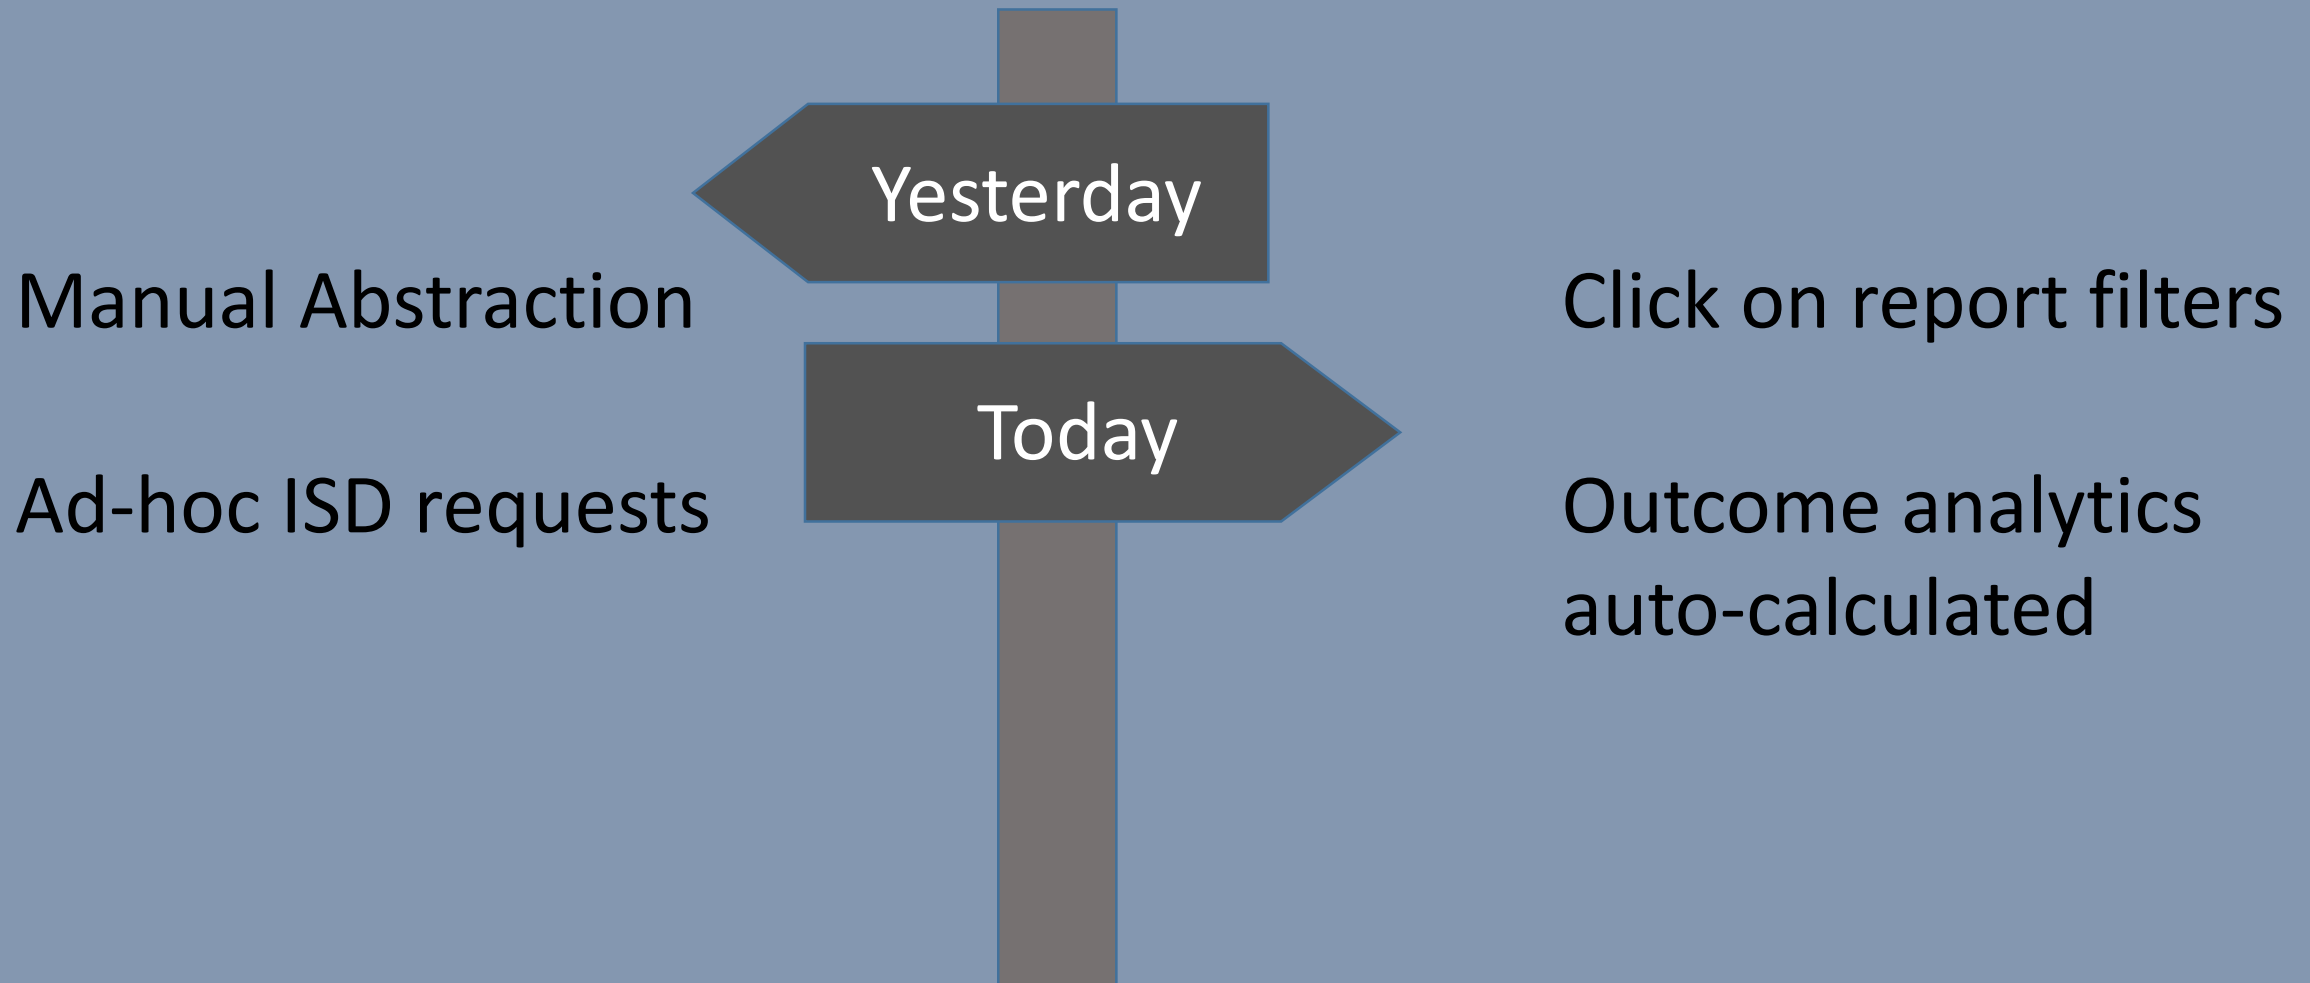 Yesterday
Manual Abstraction
Click on report filters
Today
Ad-hoc ISD requests
Outcome analytics
auto-calculated